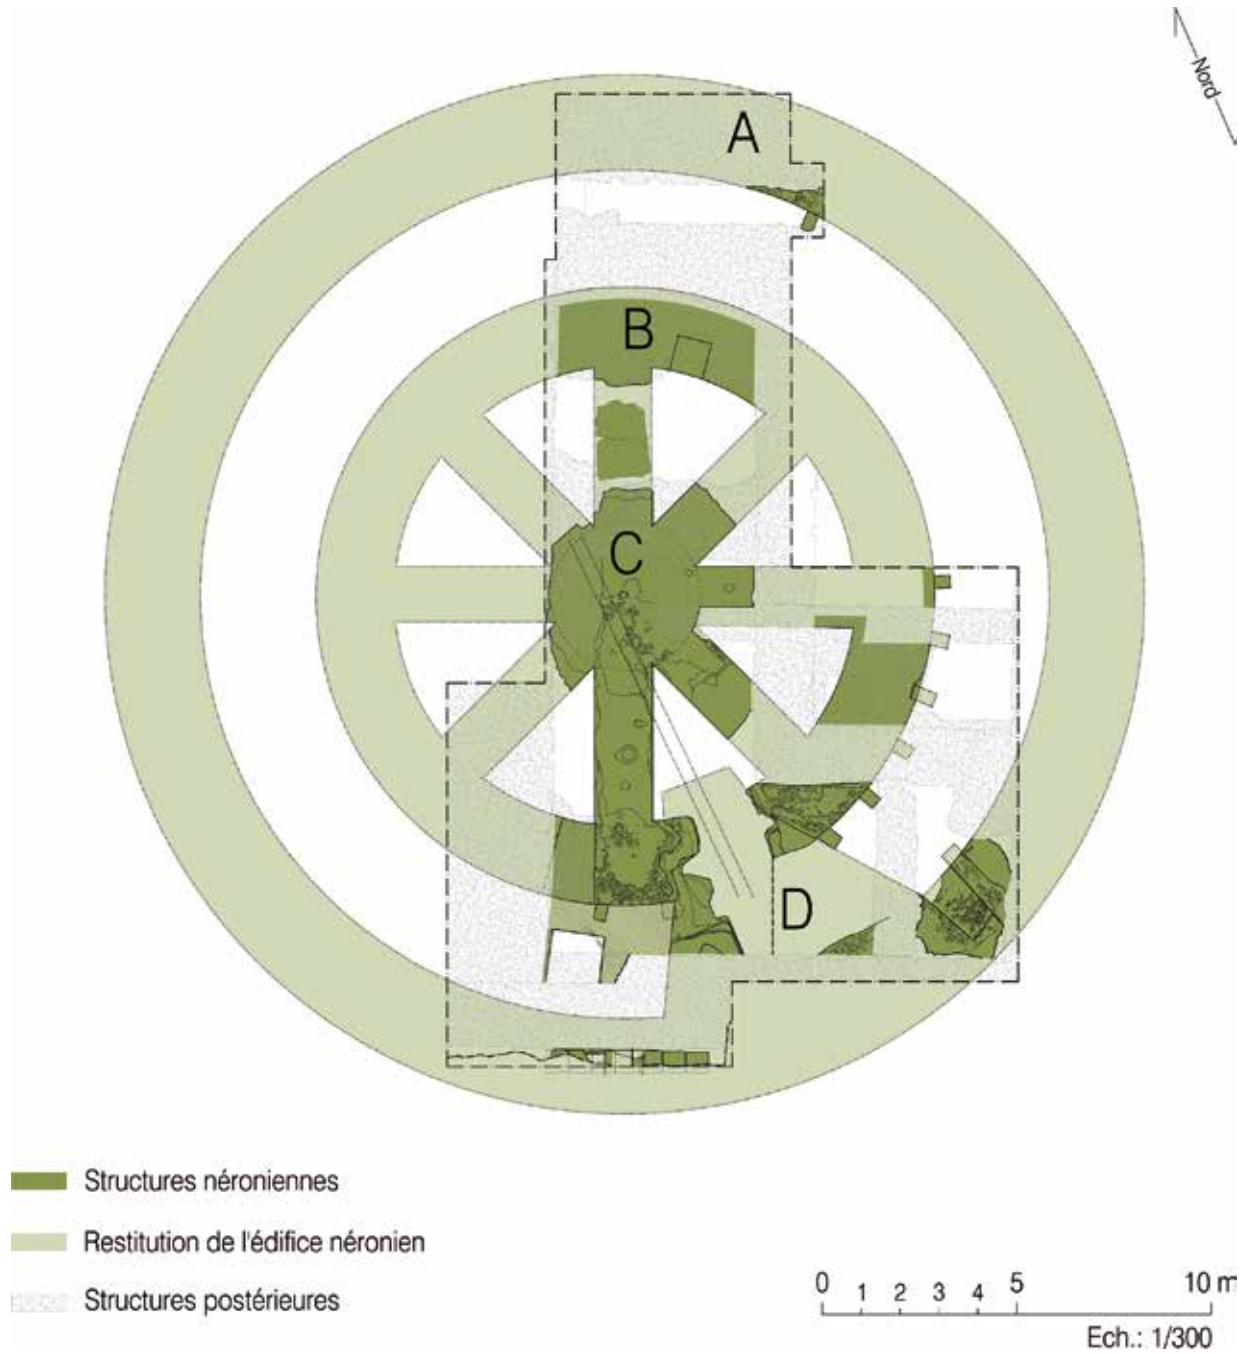 Nord
A
B
C
D
Structures néroniennes
Restitution de l'édifice néronien
Structures postérieures
0 1 2 3 4 5 10 m
Ech.: 1/300